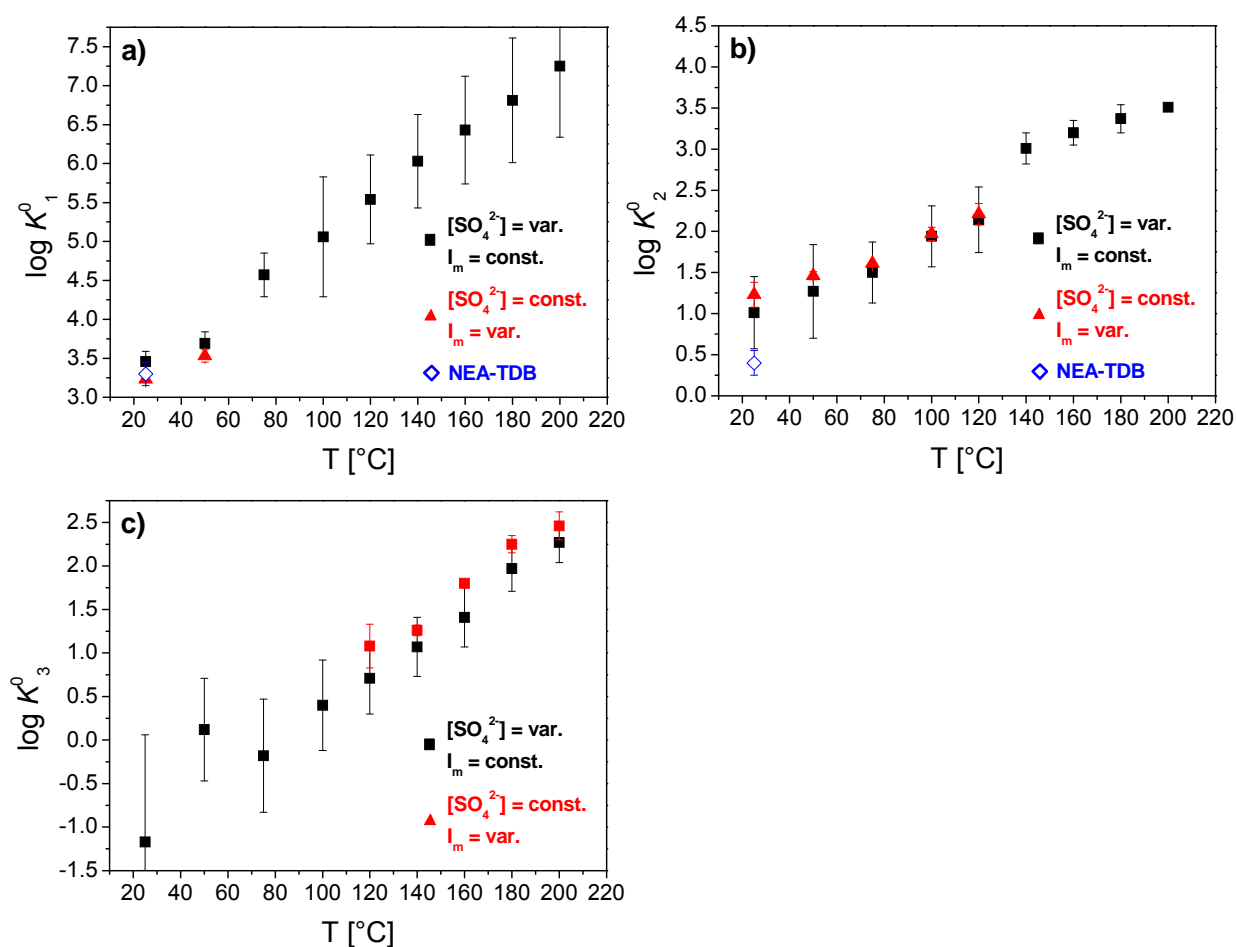 a)
7.5
7.0
6.5
6.0
5.5
5.0
4.5
4.0
3.5
3.0
log K⁰₁
[SO₄²⁻] = var.
Iₘ = const.
[SO₄²⁻] = const.
Iₘ = var.
NEA-TDB
20 40 60 80 100 120 140 160 180 200 220
T [°C]
b)
4.5
4.0
3.5
3.0
2.5
2.0
1.5
1.0
0.5
0.0
log K⁰₂
[SO₄²⁻] = var.
Iₘ = const.
[SO₄²⁻] = const.
Iₘ = var.
NEA-TDB
20 40 60 80 100 120 140 160 180 200 220
T [°C]
c)
2.5
2.0
1.5
1.0
0.5
0.0
-0.5
-1.0
-1.5
log K⁰₃
[SO₄²⁻] = var.
Iₘ = const.
[SO₄²⁻] = const.
Iₘ = var.
20 40 60 80 100 120 140 160 180 200 220
T [°C]